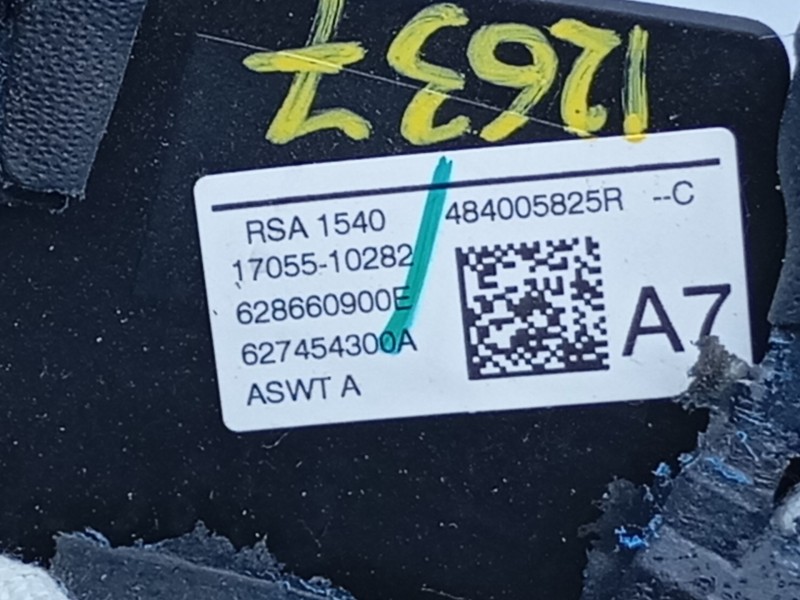 12637
RSA 1540 484005825R --C
17055-10282
628660900E
627454300A A7
ASWT A